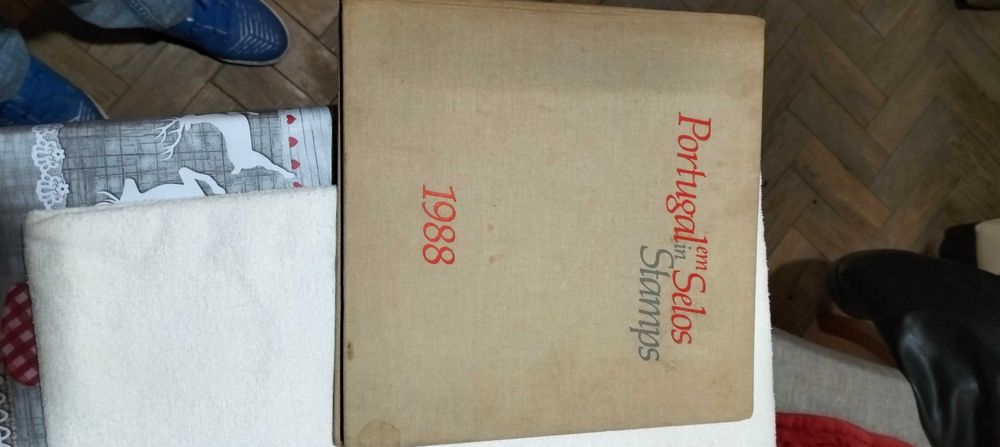 Portugal em Selos
in Stamps
1988